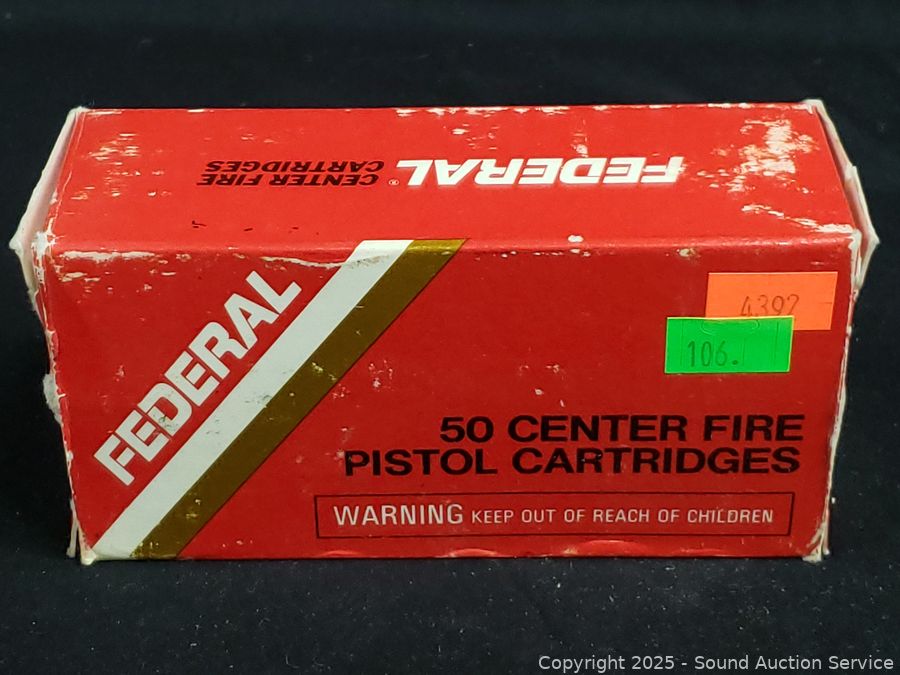 FEDERAL®
CENTER FIRE
CARTRIDGES
FEDERAL
4392
106.
50 CENTER FIRE
PISTOL CARTRIDGES
WARNING KEEP OUT OF REACH OF CHILDREN
Copyright 2025 - Sound Auction Service